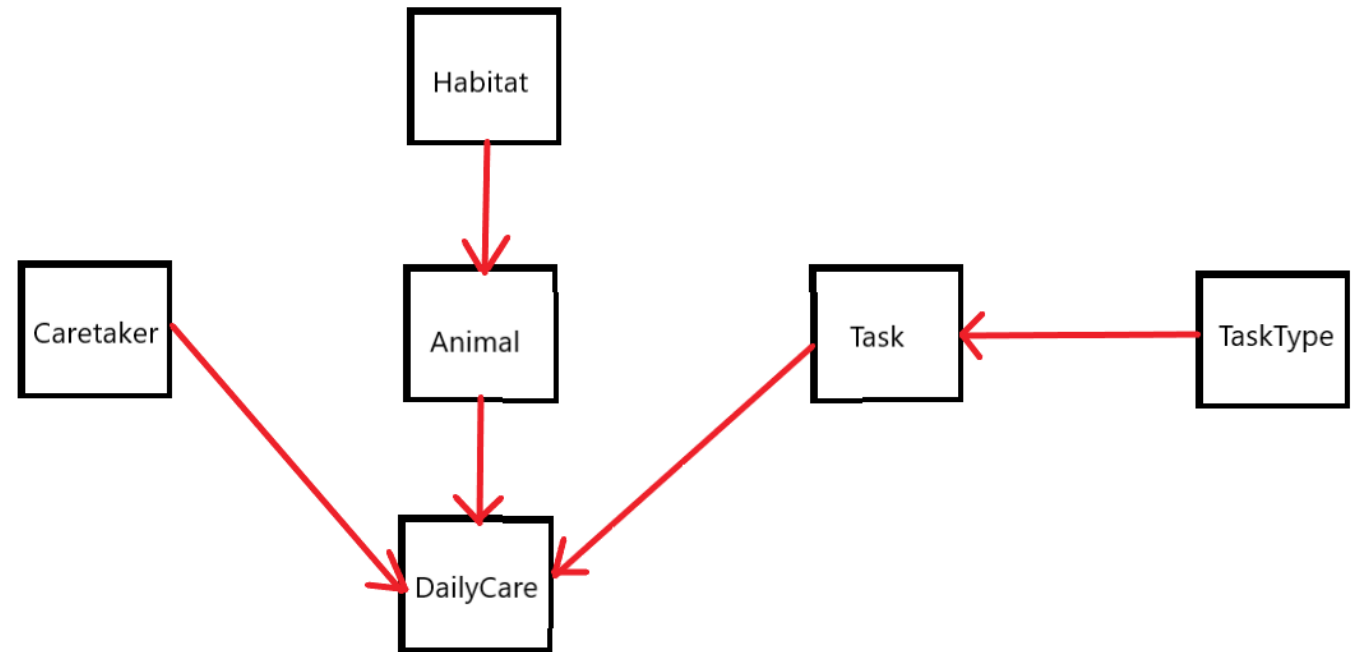 Habitat
Caretaker
Animal
Task
TaskType
DailyCare